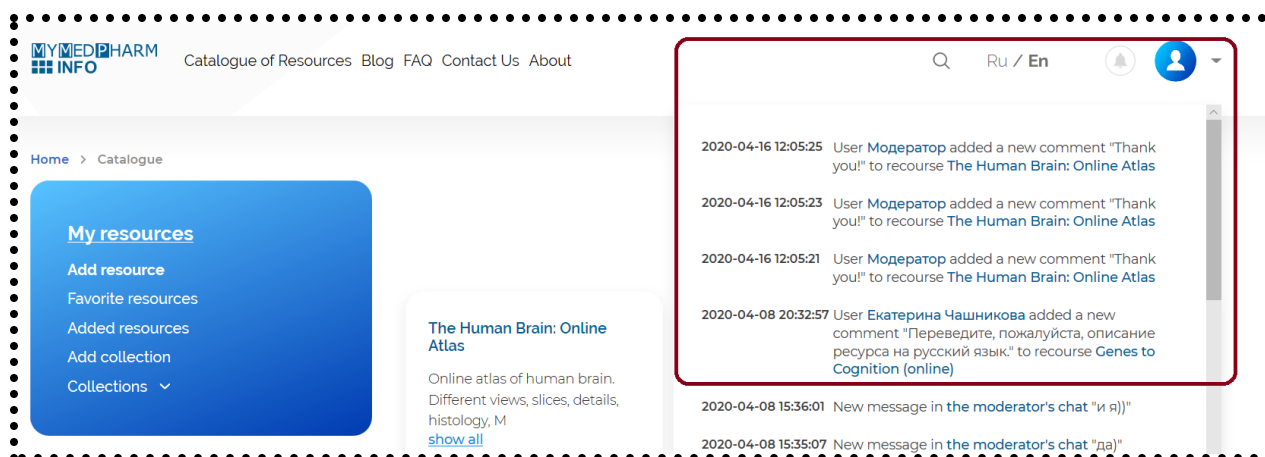 MYMEDPHARM
INFO
Catalogue of Resources Blog FAQ Contact Us About
Ru / En
Home > Catalogue
My resources
Add resource
Favorite resources
Added resources
Add collection
Collections
The Human Brain: Online
Atlas
Online atlas of human brain.
Different views, slices, details,
histology, M
show all
2020-04-16 12:05:25 User Модератор added a new comment "Thank
you!" to recourse The Human Brain: Online Atlas
2020-04-16 12:05:23 User Модератор added a new comment "Thank
you!" to recourse The Human Brain: Online Atlas
2020-04-16 12:05:21 User Модератор added a new comment "Thank
you!" to recourse The Human Brain: Online Atlas
2020-04-08 20:32:57 User Екатерина Чашникова added a new
comment "Переведите, пожалуйста, описание
ресурса на русский язык." to recourse Genes to
Cognition (online)
2020-04-08 15:36:01 New message in the moderator's chat "и я))"
2020-04-08 15:35:07 New message in the moderator's chat "да)"